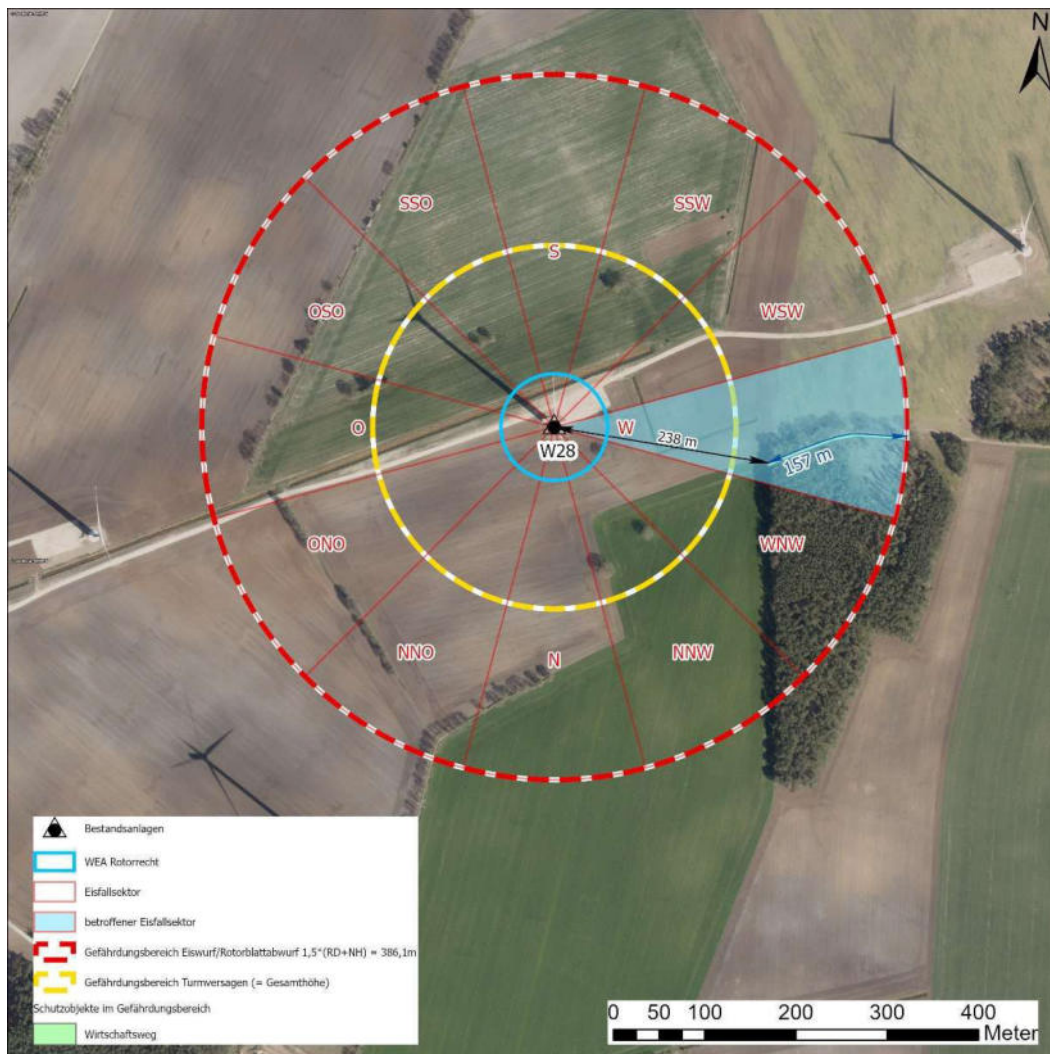 N
SSO
SSW
S
OSO
WSW
O
W
238 m
157 m
W28
ONO
WNW
NNO
N
NNW
Bestandsanlagen
WEA Rotorrecht
Eisfallsektor
betroffener Eisfallsektor
Gefährdungsbereich Eiswurf/Rotorblattabwurf 1,5*(RD+NH) = 386,1m
Gefährdungsbereich Turmversagen (= Gesamthöhe)
Schutzobjekte im Gefährdungsbereich
Wirtschaftsweg
0 50 100 200 300 400
Meter